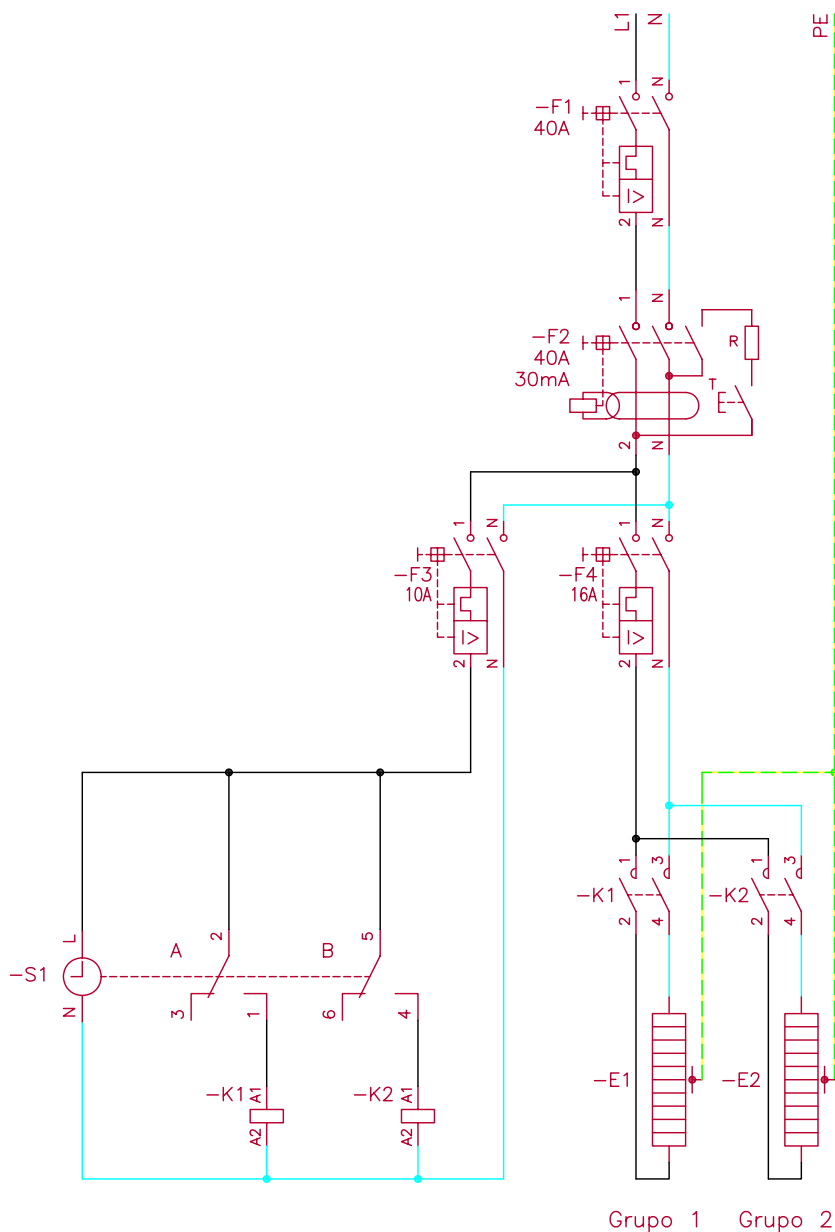 L1
N
PE
1
N
-F1
40A
I>
2
N
1
N
-F2
40A
30mA
R
T
2
N
1
N
1
N
-F3
10A
-F4
16A
I>
I>
2
N
2
N
1
3
1
3
-K1
-K2
2
4
2
4
L
2
5
A
B
-S1
N
3
1
6
4
-K1
A1
-K2
A1
-E1
-E2
A2
A2
Grupo 1
Grupo 2